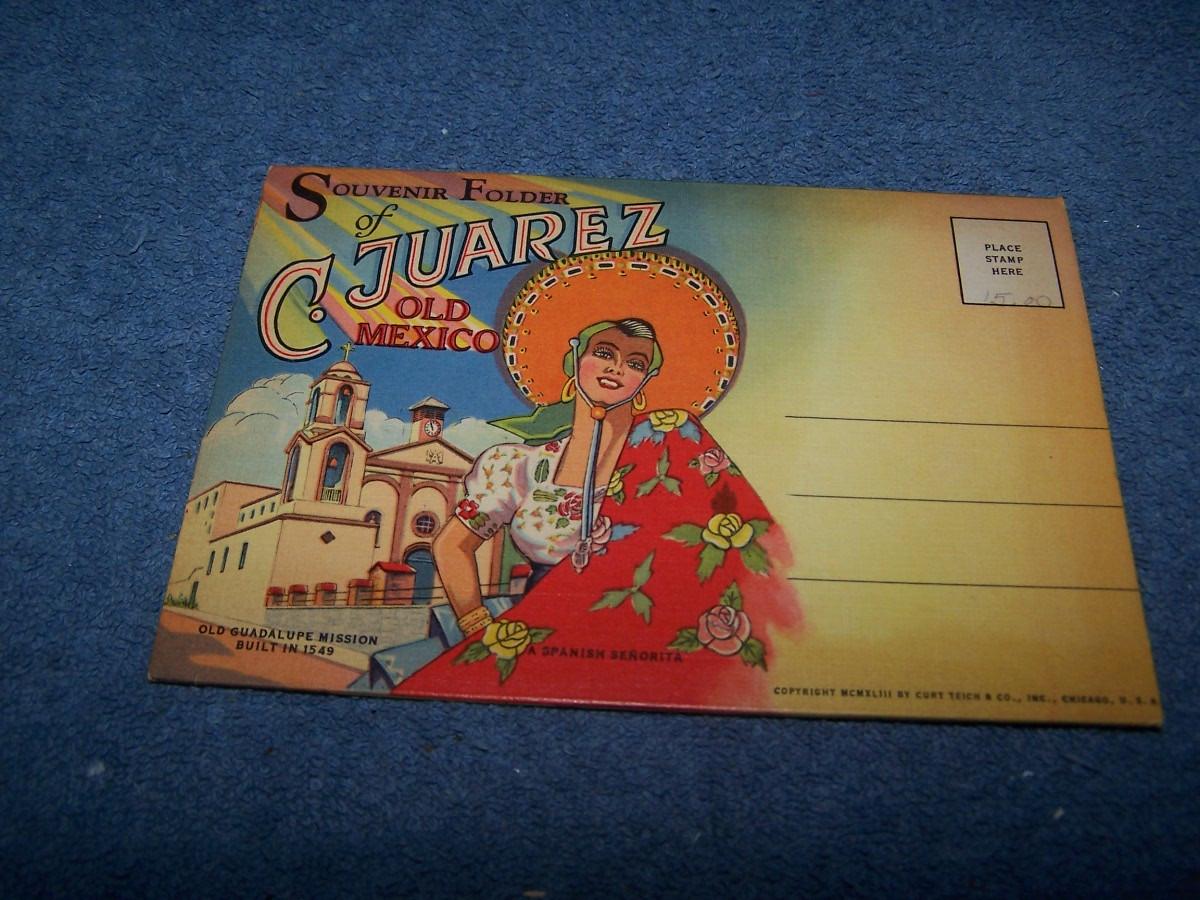 SOUVENIR FOLDER
of
C. JUAREZ
OLD
MEXICO
PLACE
STAMP
HERE
15.00
OLD GUADALUPE MISSION
BUILT IN 1549
A SPANISH SEÑORITA
COPYRIGHT MCMXLIII BY CURT TEICH & CO., INC., CHICAGO, U. S. A